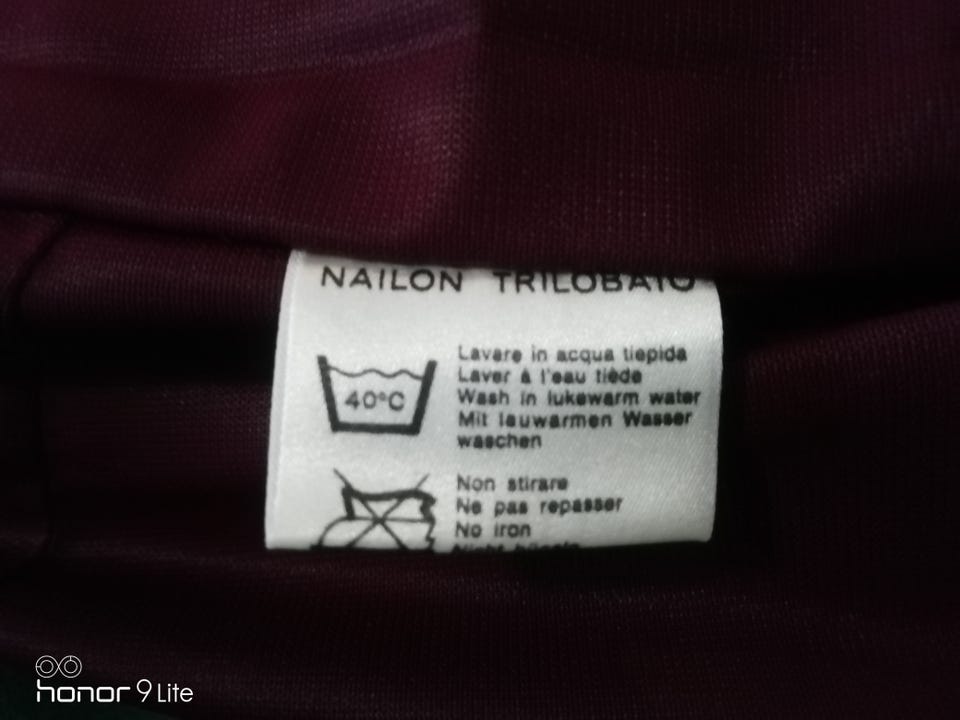 NAILON TRILOBATO
40°C
Lavare in acqua tiepida
Laver à l'eau tiède
Wash in lukewarm water
Mit lauwarmen Wasser
waschen
Non stirare
Ne pas repasser
No iron
honor 9 Lite